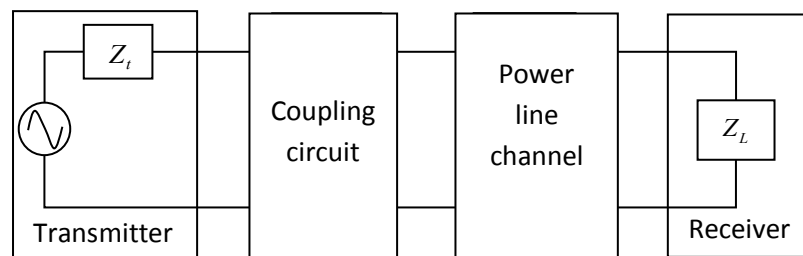 Z_t
Coupling
circuit
Power
line
channel
Z_L
Transmitter
Receiver